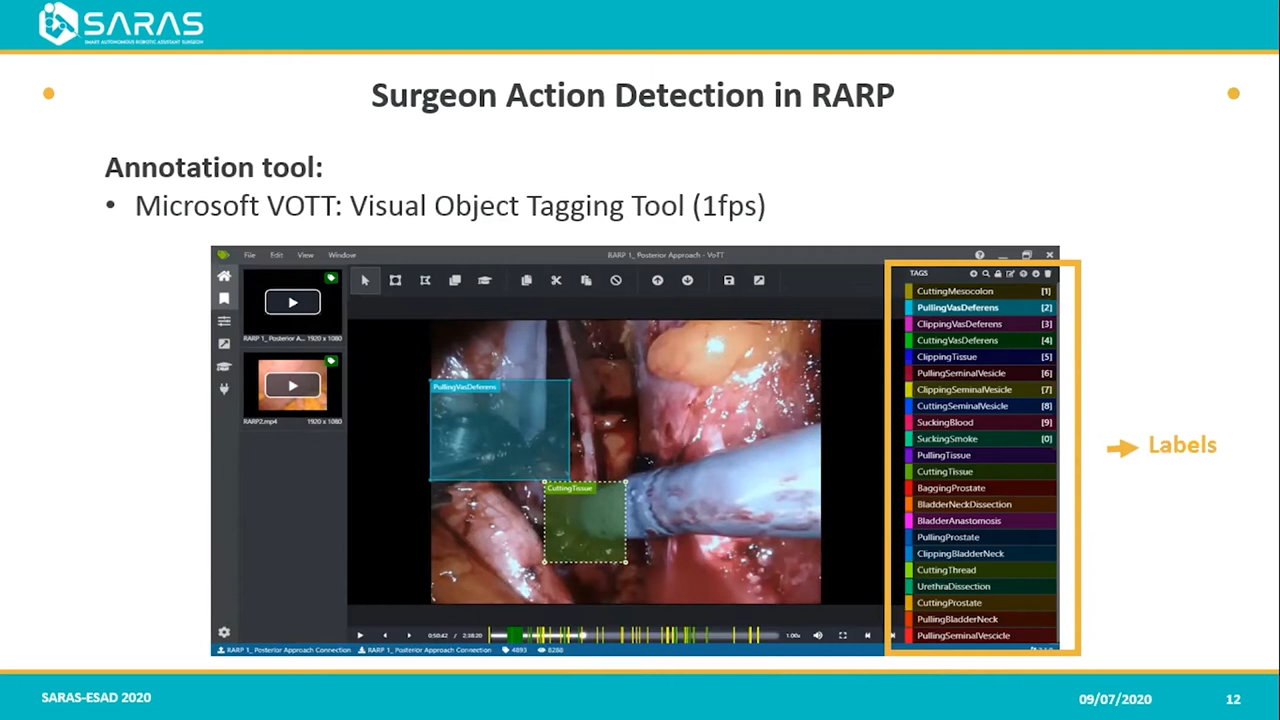 SARAS
SMART AUTONOMOUS ROBOTIC ASSISTANT SURGEON
Surgeon Action Detection in RARP
Annotation tool:
• Microsoft VOTT: Visual Object Tagging Tool (1fps)
File Edit View Window
RARP 1_ Posterior Approach - VoTT
RARP 1_ Posterior A... 1920 x 1080
RARP2.mp4 1920 x 1080
PullingVasDeferens
CuttingTissue
0:50:42 / 2:38:20
1.00x
RARP 1_ Posterior Approach Connection RARP 1_ Posterior Approach Connection 4893 8288
TAGS
CuttingMesocolon [1]
PullingVasDeferens [2]
ClippingVasDeferens [3]
CuttingVasDeferens [4]
ClippingTissue [5]
PullingSeminalVesicle [6]
ClippingSeminalVesicle [7]
CuttingSeminalVesicle [8]
SuckingBlood [9]
SuckingSmoke [0]
PullingTissue
CuttingTissue
BaggingProstate
BladderNeckDissection
BladderAnastomosis
PullingProstate
ClippingBladderNeck
CuttingThread
UrethraDissection
CuttingProstate
PullingBladderNeck
PullingSeminalVescicle
Labels
SARAS-ESAD 2020
09/07/2020
12